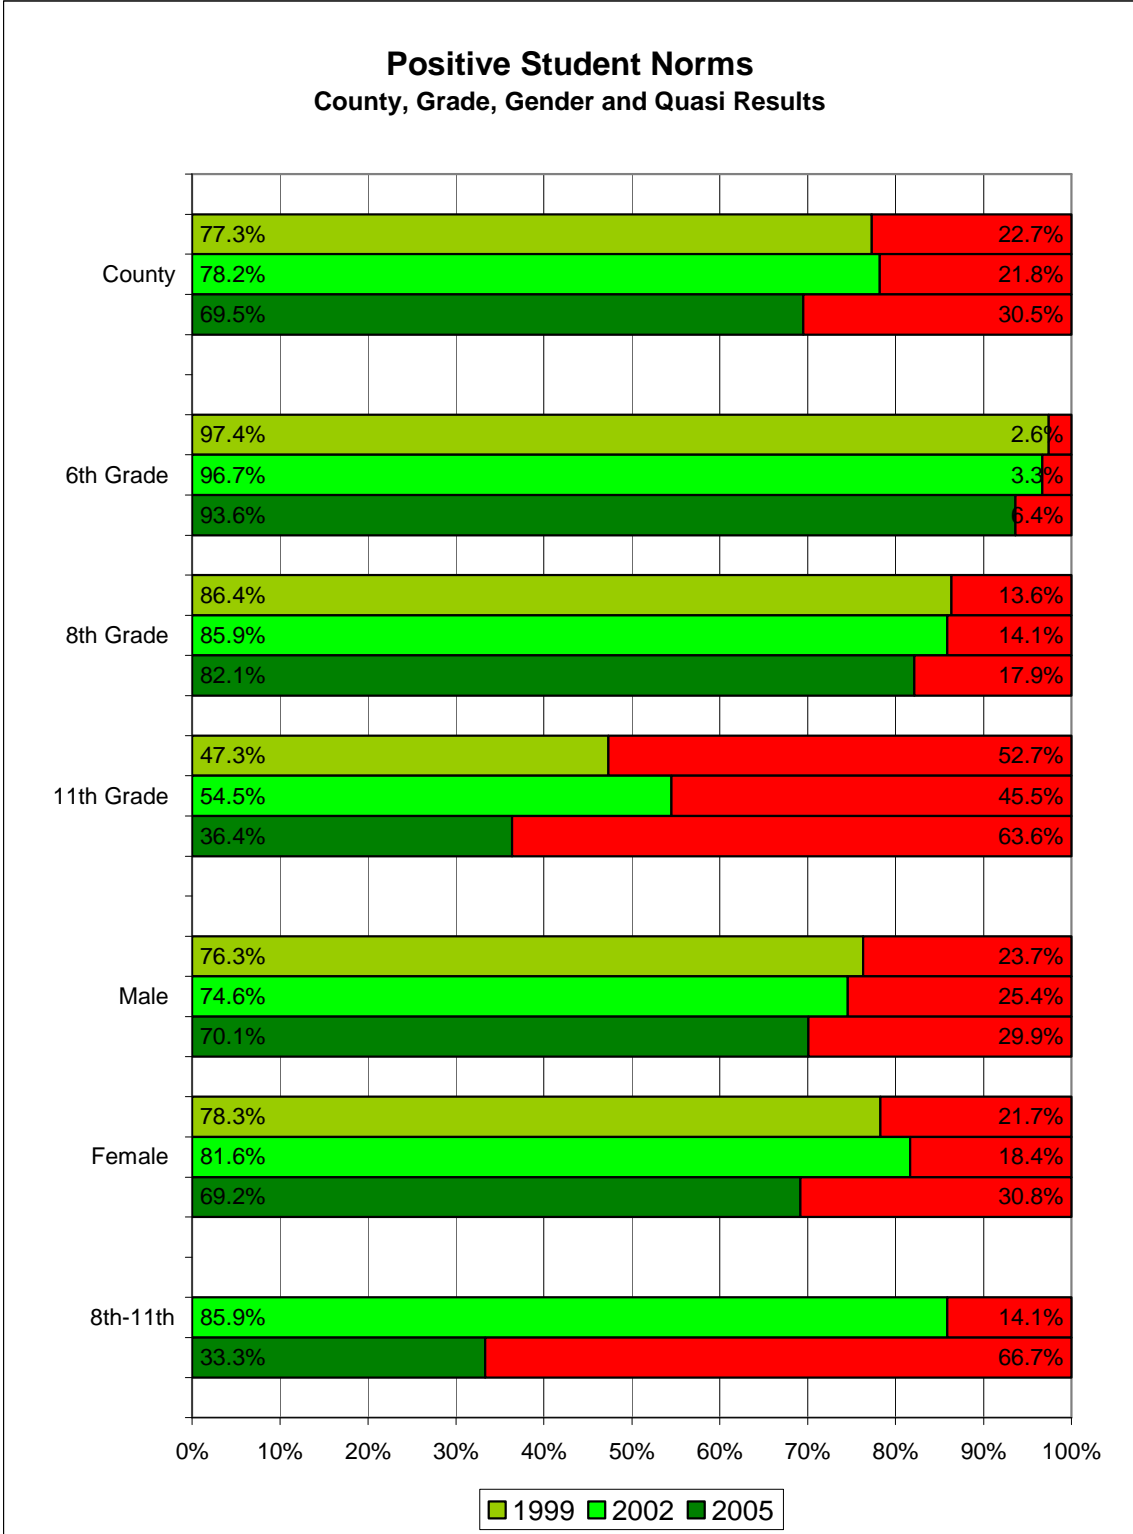 Positive Student Norms
County, Grade, Gender and Quasi Results
77.3% 22.7%
County 78.2% 21.8%
69.5% 30.5%
97.4% 2.6%
6th Grade 96.7% 3.3%
93.6% 6.4%
86.4% 13.6%
8th Grade 85.9% 14.1%
82.1% 17.9%
47.3% 52.7%
11th Grade 54.5% 45.5%
36.4% 63.6%
76.3% 23.7%
Male 74.6% 25.4%
70.1% 29.9%
78.3% 21.7%
Female 81.6% 18.4%
69.2% 30.8%
8th-11th 85.9% 14.1%
33.3% 66.7%
0% 10% 20% 30% 40% 50% 60% 70% 80% 90% 100%
1999 2002 2005